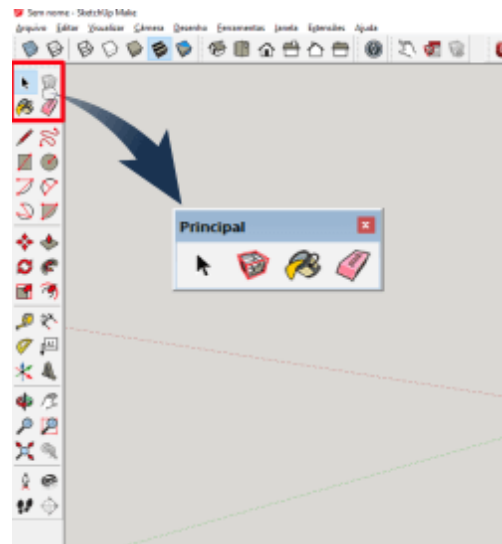 Sem nome - SketchUp Make
Arquivo Editar Visualizar Câmera Desenho Ferramentas Janela Extensões Ajuda
Principal